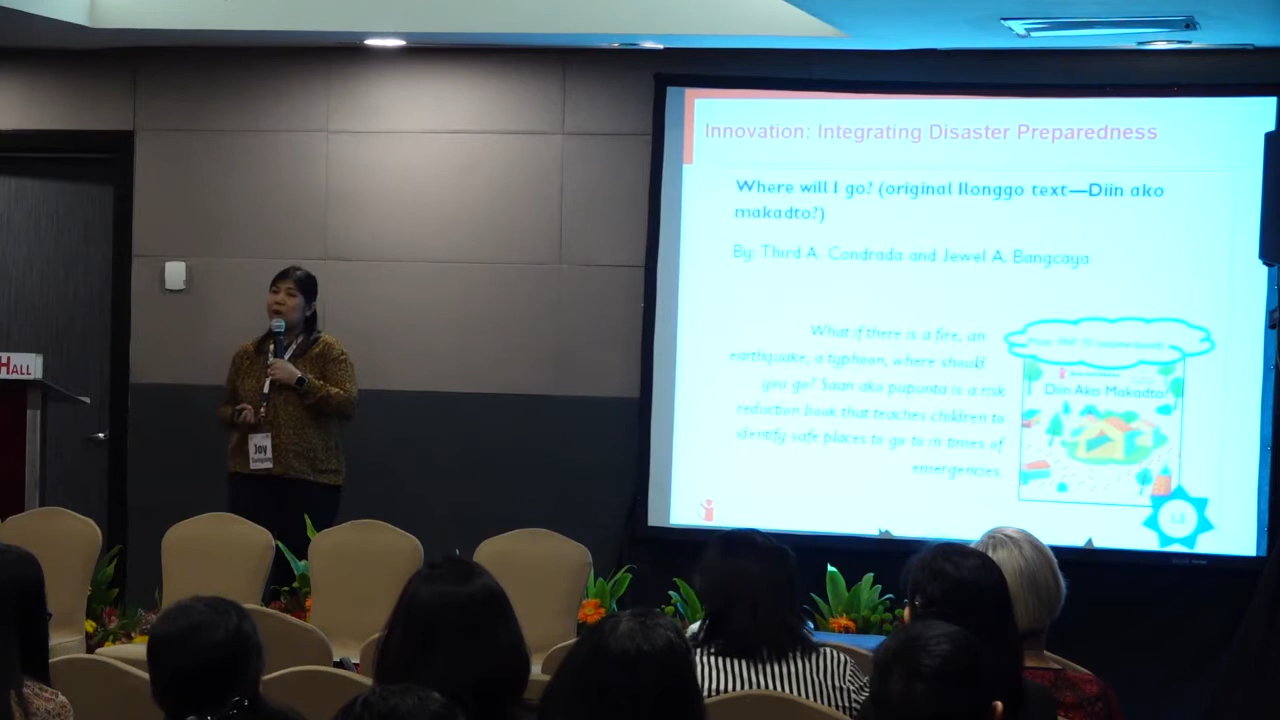 HALL
Joy
Innovation: Integrating Disaster Preparedness
Where will I go? (original Ilonggo text—Diin ako
makadto?)
By: Third A. Condrada and Jewel A. Bangcaya
What if there is a fire, an
earthquake, a typhoon, where should
you go? Saan ako pupunta is a risk
reduction book that teaches children to
identify safe places to go to in times of
emergencies
Diin Ako Makadto?